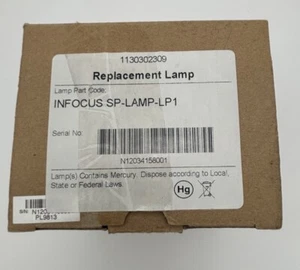 1130302309
Replacement Lamp
Lamp Part Code:
INFOCUS SP-LAMP-LP1
Serial No:
N12034158001
Lamp(s) Contains Mercury. Dispose according to Local,
State or Federal Laws.
Hg
PL9813